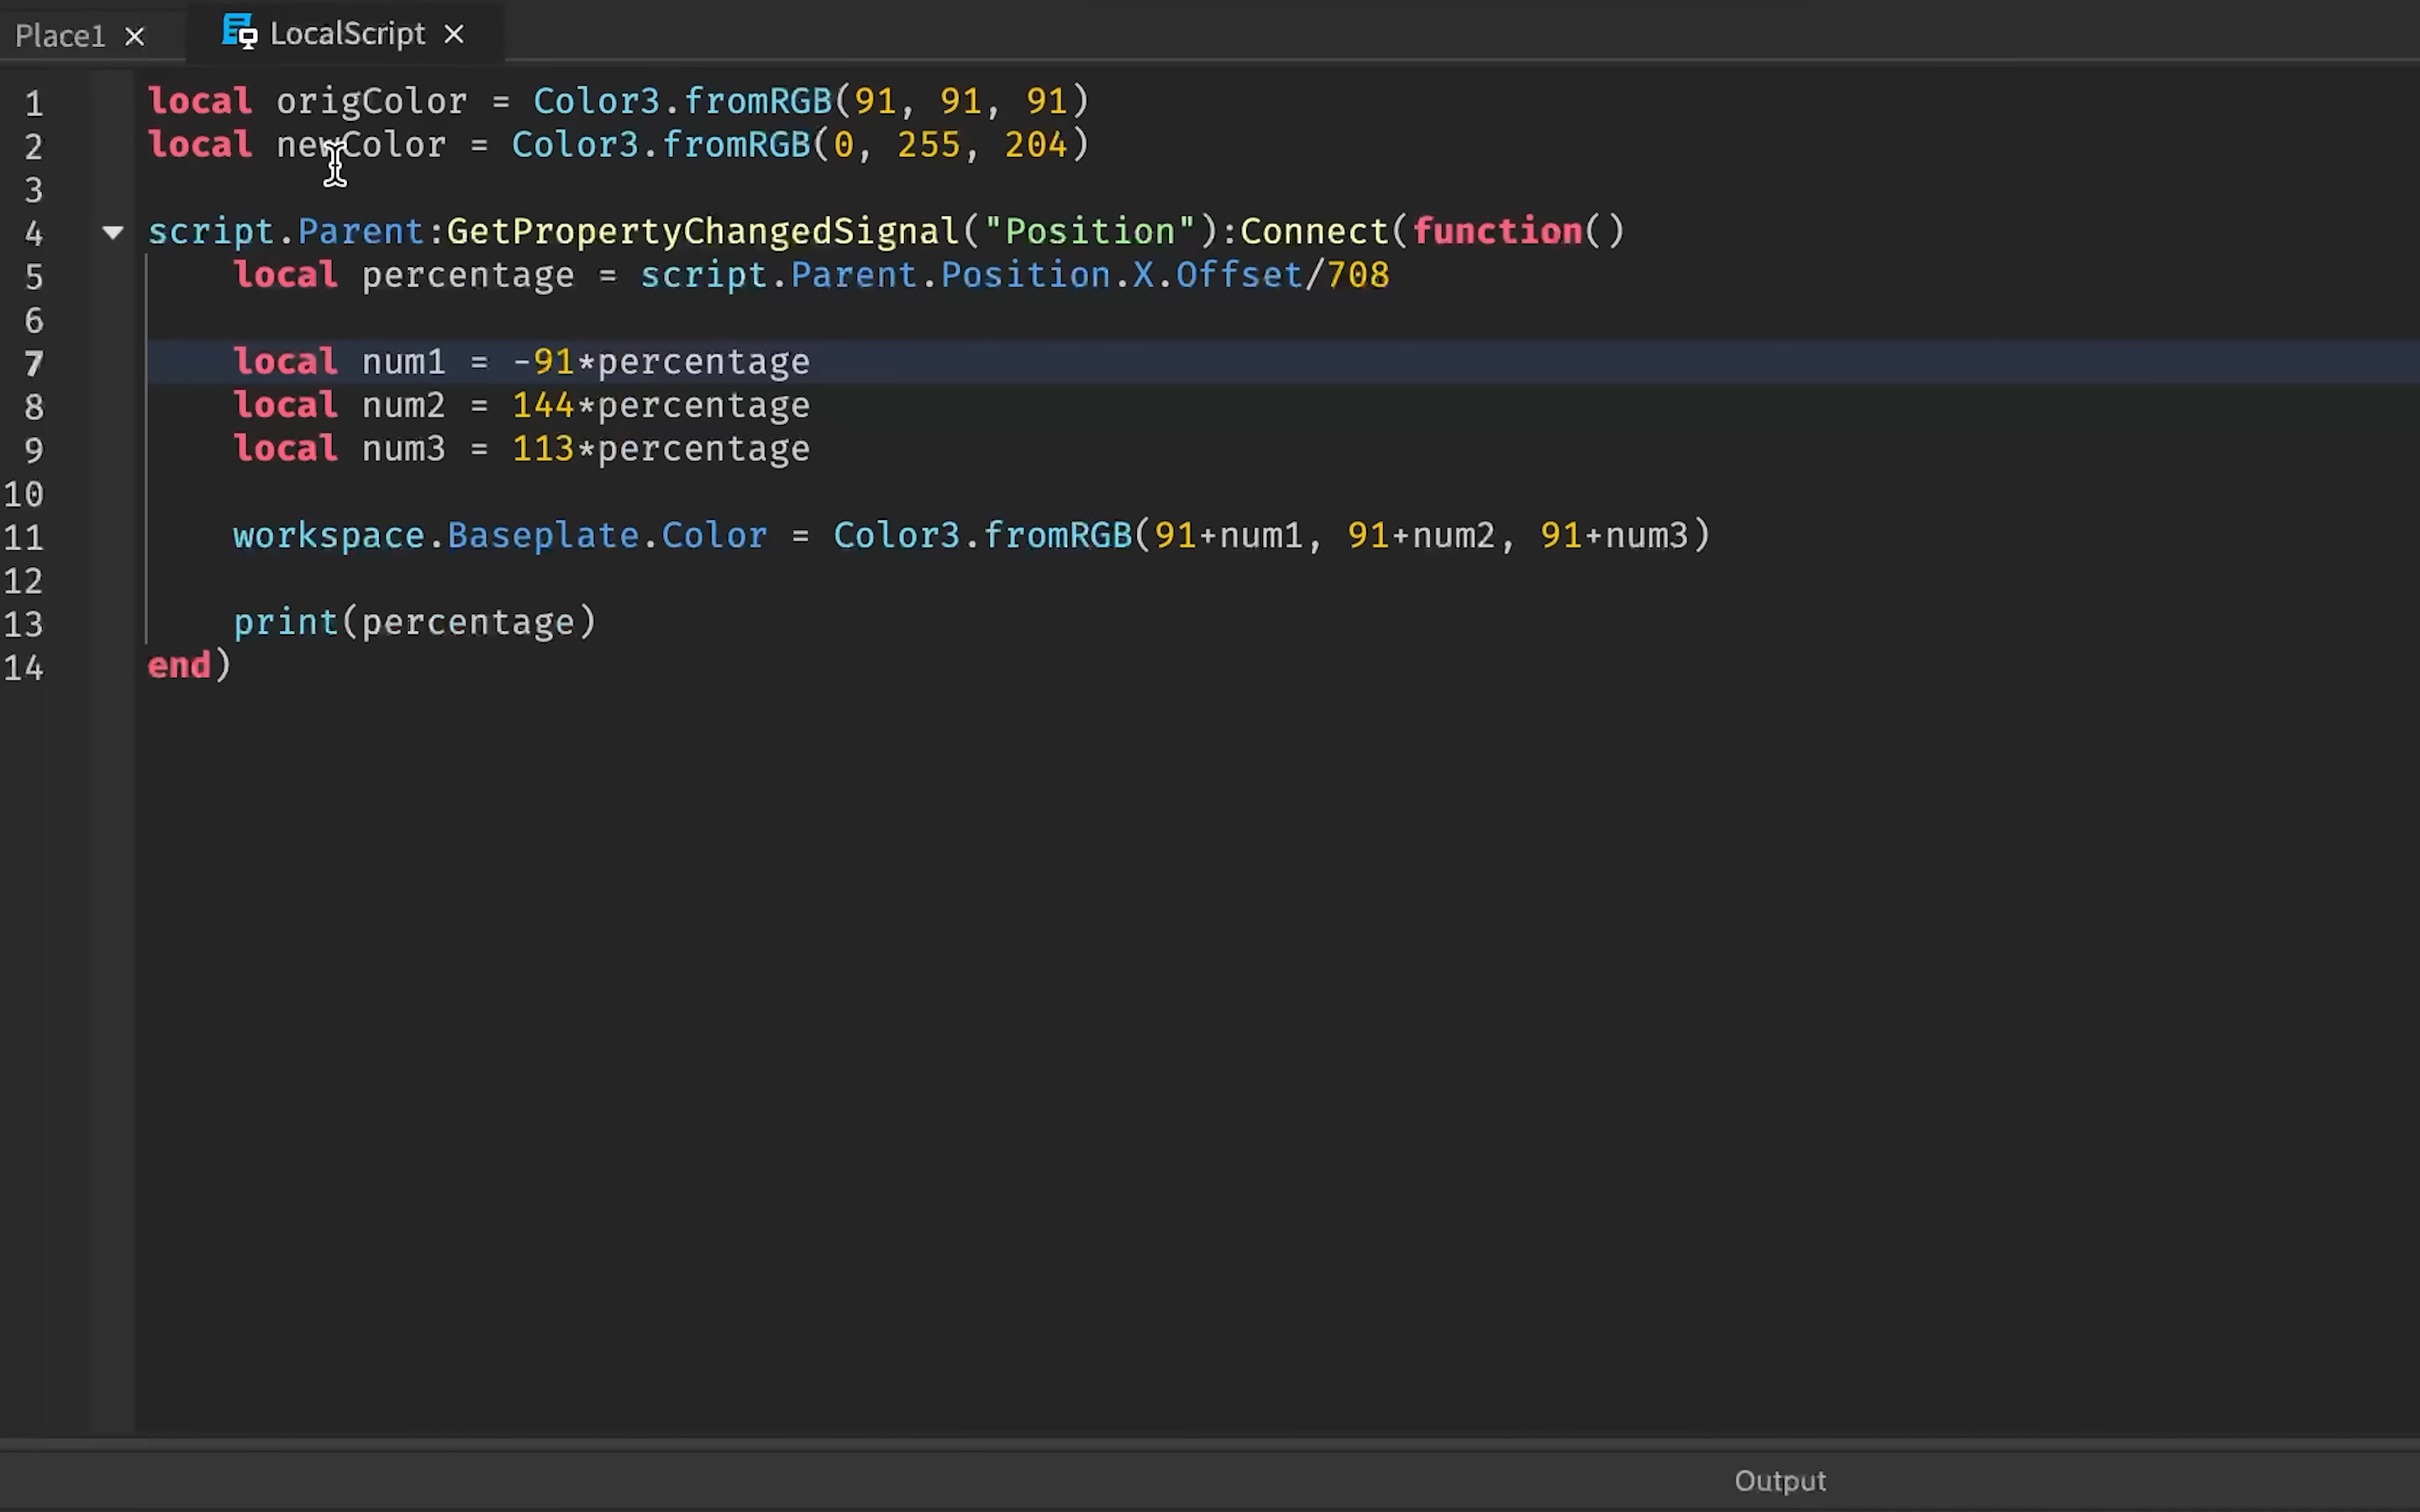 Place1 LocalScript
1 local origColor = Color3.fromRGB(91, 91, 91)
2 local newColor = Color3.fromRGB(0, 255, 204)
3
4 script.Parent:GetPropertyChangedSignal("Position"):Connect(function()
5     local percentage = script.Parent.Position.X.Offset/708
6
7     local num1 = -91*percentage
8     local num2 = 144*percentage
9     local num3 = 113*percentage
10
11     workspace.Baseplate.Color = Color3.fromRGB(91+num1, 91+num2, 91+num3)
12
13     print(percentage)
14 end)
Output